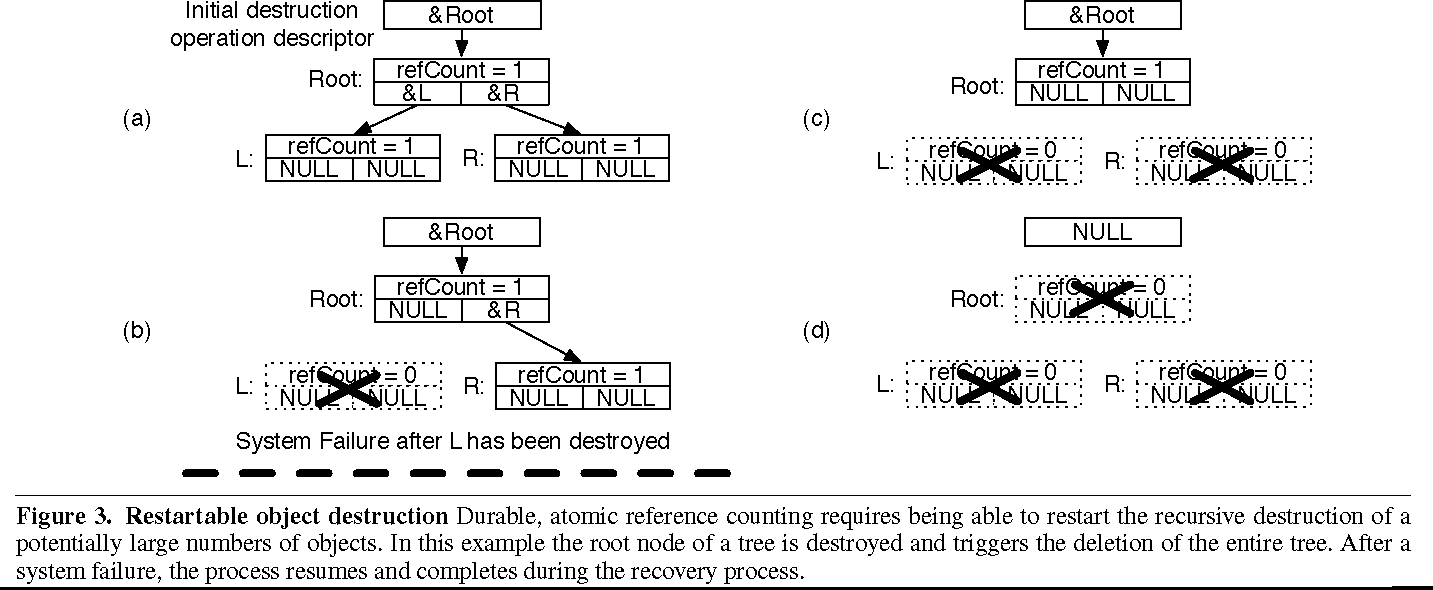 Initial destruction
operation descriptor
&Root
Root:
refCount = 1
&L &R
(a)
L:
refCount = 1
NULL NULL
R:
refCount = 1
NULL NULL
&Root
Root:
refCount = 1
NULL &R
(b)
L:
refCount = 0
NULL NULL
R:
refCount = 1
NULL NULL
System Failure after L has been destroyed
&Root
Root:
refCount = 1
NULL NULL
(c)
L:
refCount = 0
NULL NULL
R:
refCount = 0
NULL NULL
NULL
Root:
refCount = 0
NULL NULL
(d)
L:
refCount = 0
NULL NULL
R:
refCount = 0
NULL NULL
Figure 3. Restartable object destruction Durable, atomic reference counting requires being able to restart the recursive destruction of a
potentially large numbers of objects. In this example the root node of a tree is destroyed and triggers the deletion of the entire tree. After a
system failure, the process resumes and completes during the recovery process.